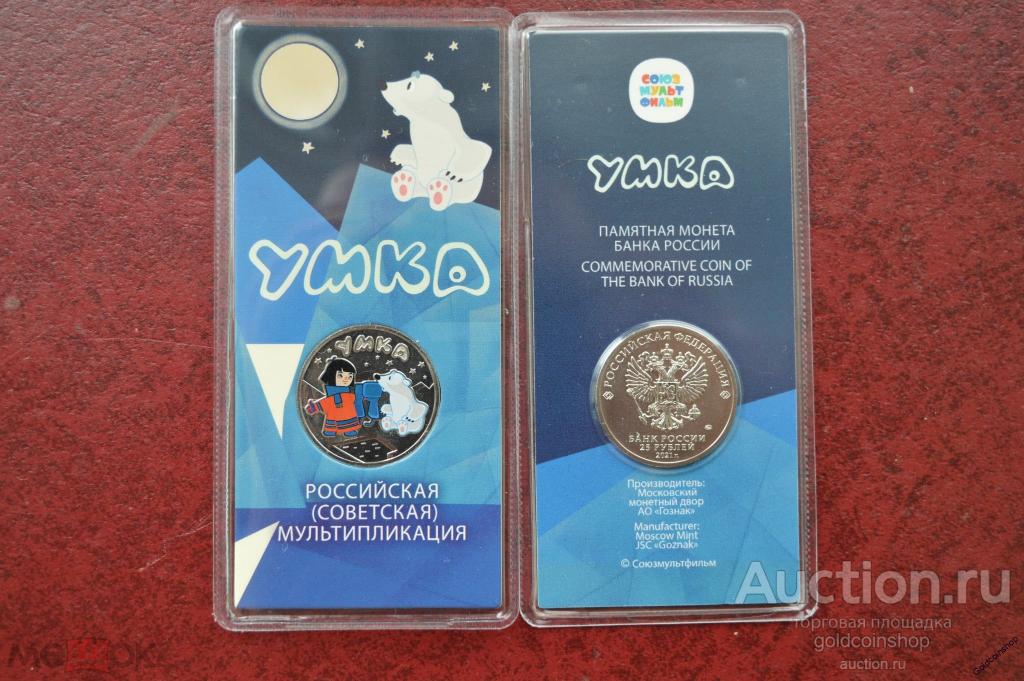 УМКА
УМКА
РОССИЙСКАЯ
(СОВЕТСКАЯ)
МУЛЬТИПЛИКАЦИЯ
СОЮЗ
МУЛЬТ
ФИЛЬМ
УМКА
ПАМЯТНАЯ МОНЕТА
БАНКА РОССИИ
COMMEMORATIVE COIN OF
THE BANK OF RUSSIA
РОССИЙСКАЯ ФЕДЕРАЦИЯ
БАНК РОССИИ
25 РУБЛЕЙ
2021 г.
Производитель:
Московский
монетный двор
АО «Гознак»
Manufacturer:
Moscow Mint
JSC «Goznak»
© Союзмультфильм
Auction.ru
торговая площадка
goldcoinshop
auction.ru
Goldcoinshop